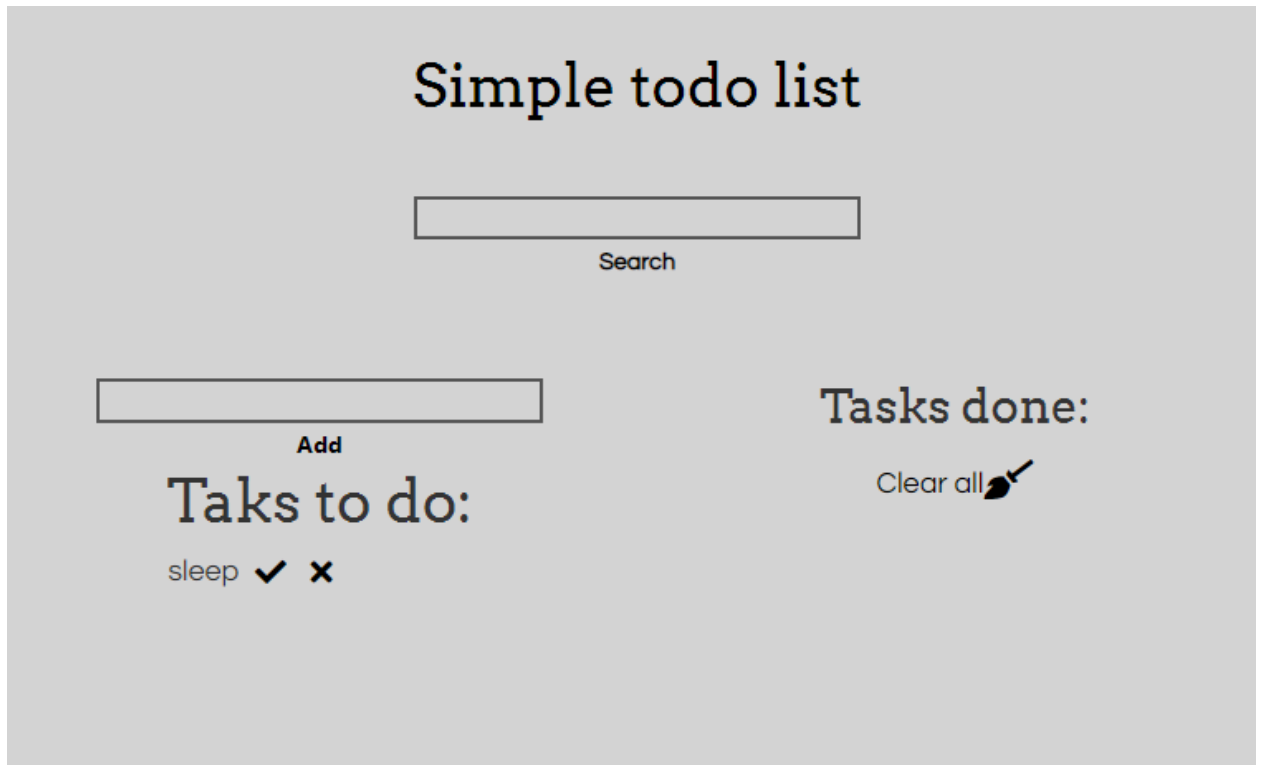 Simple todo list
Search
Add
Taks to do:
sleep
Tasks done:
Clear all